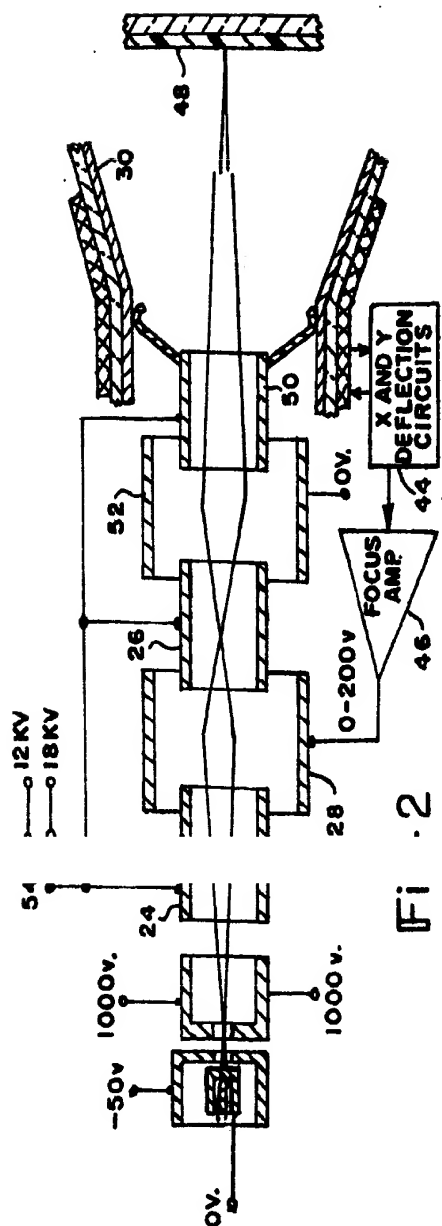 12KV
18KV
54
-50v
1000v.
24
26
52
30
48
0V.
1000v.
28
0-200v
0V.
50
FOCUS
AMP.
46
44
X AND Y
DEFLECTION
CIRCUITS
Fi .2